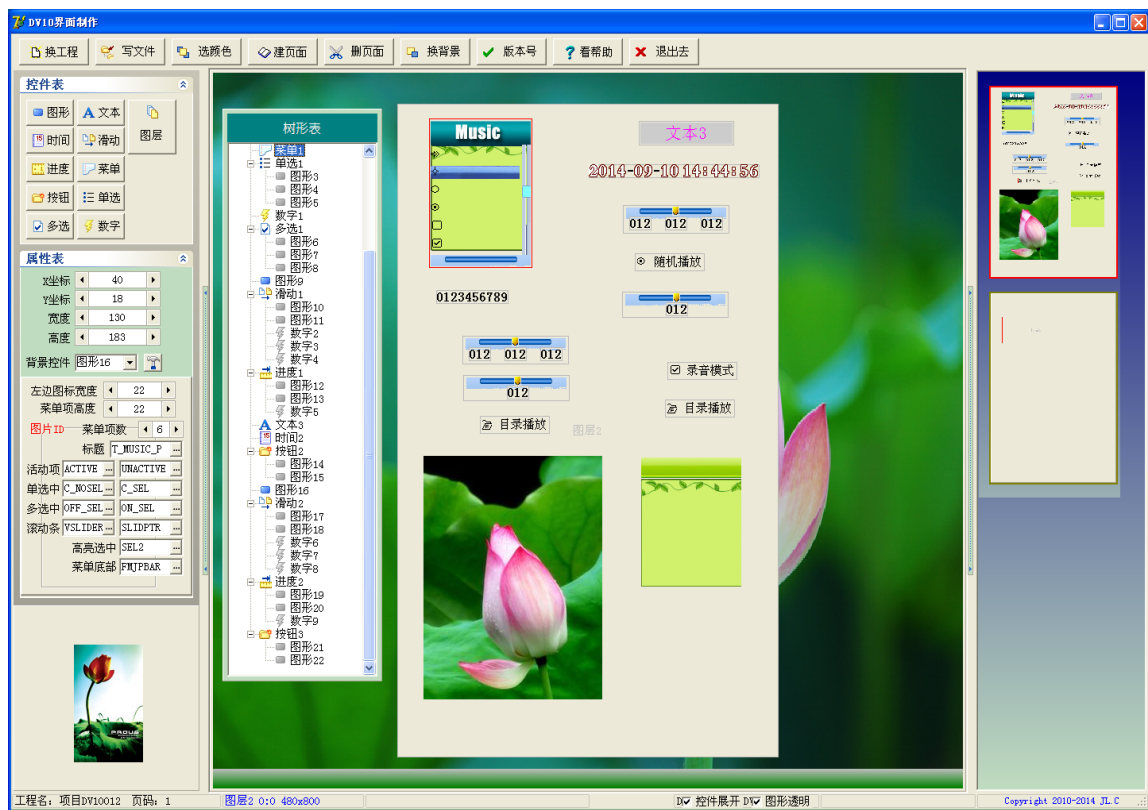 DV10界面制作
换工程 写文件 选颜色 建页面 删页面 换背景 版本号 看帮助 退出去
控件表
图形 文本 图层
时间 滑动
进度 菜单
按钮 单选
多选 数字
属性表
X坐标 40
Y坐标 18
宽度 130
高度 183
背景控件 图形16
左边图标宽度 22
菜单项高度 22
图片ID 菜单项数 6
标题 T_MUSIC_P ...
活动项 ACTIVE ... UNACTIVE ...
单选中 C_NOSEL ... C_SEL ...
多选中 OFF_SEL ... ON_SEL ...
滚动条 VSLIDER ... SLIDPTR ...
高亮选中 SEL2 ...
菜单底部 FMJPBAR ...
树形表
菜单1
单选1
图形3
图形4
图形5
数字1
多选1
图形6
图形7
图形8
图形9
滑动1
图形10
图形11
数字2
数字3
数字4
进度1
图形12
图形13
数字5
文本3
时间2
按钮2
图形14
图形15
图形16
滑动2
图形17
图形18
数字6
数字7
数字8
进度2
图形19
图形20
数字9
按钮3
图形21
图形22
Music
文本3
2014-09-10 14:44:56
012 012 012
随机播放
0123456789
012
012 012 012
012
录音模式
目录播放
目录播放
图层2
Music
工程名: 项目DV10012 页码: 1
图层2 0:0 480x800
控件展开
图形透明
Copyright 2010-2014 JL.C